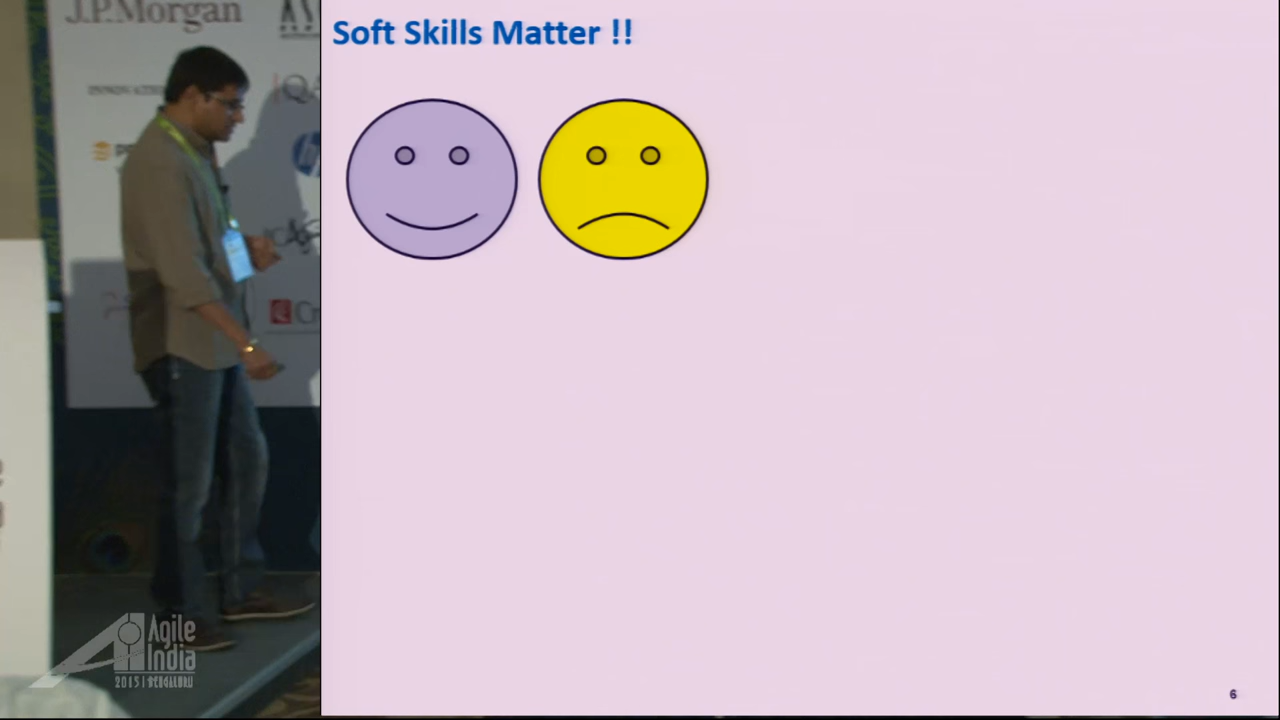 J.P.Morgan
Soft Skills Matter !!
Agile
India
2015 | BENGALURU
6